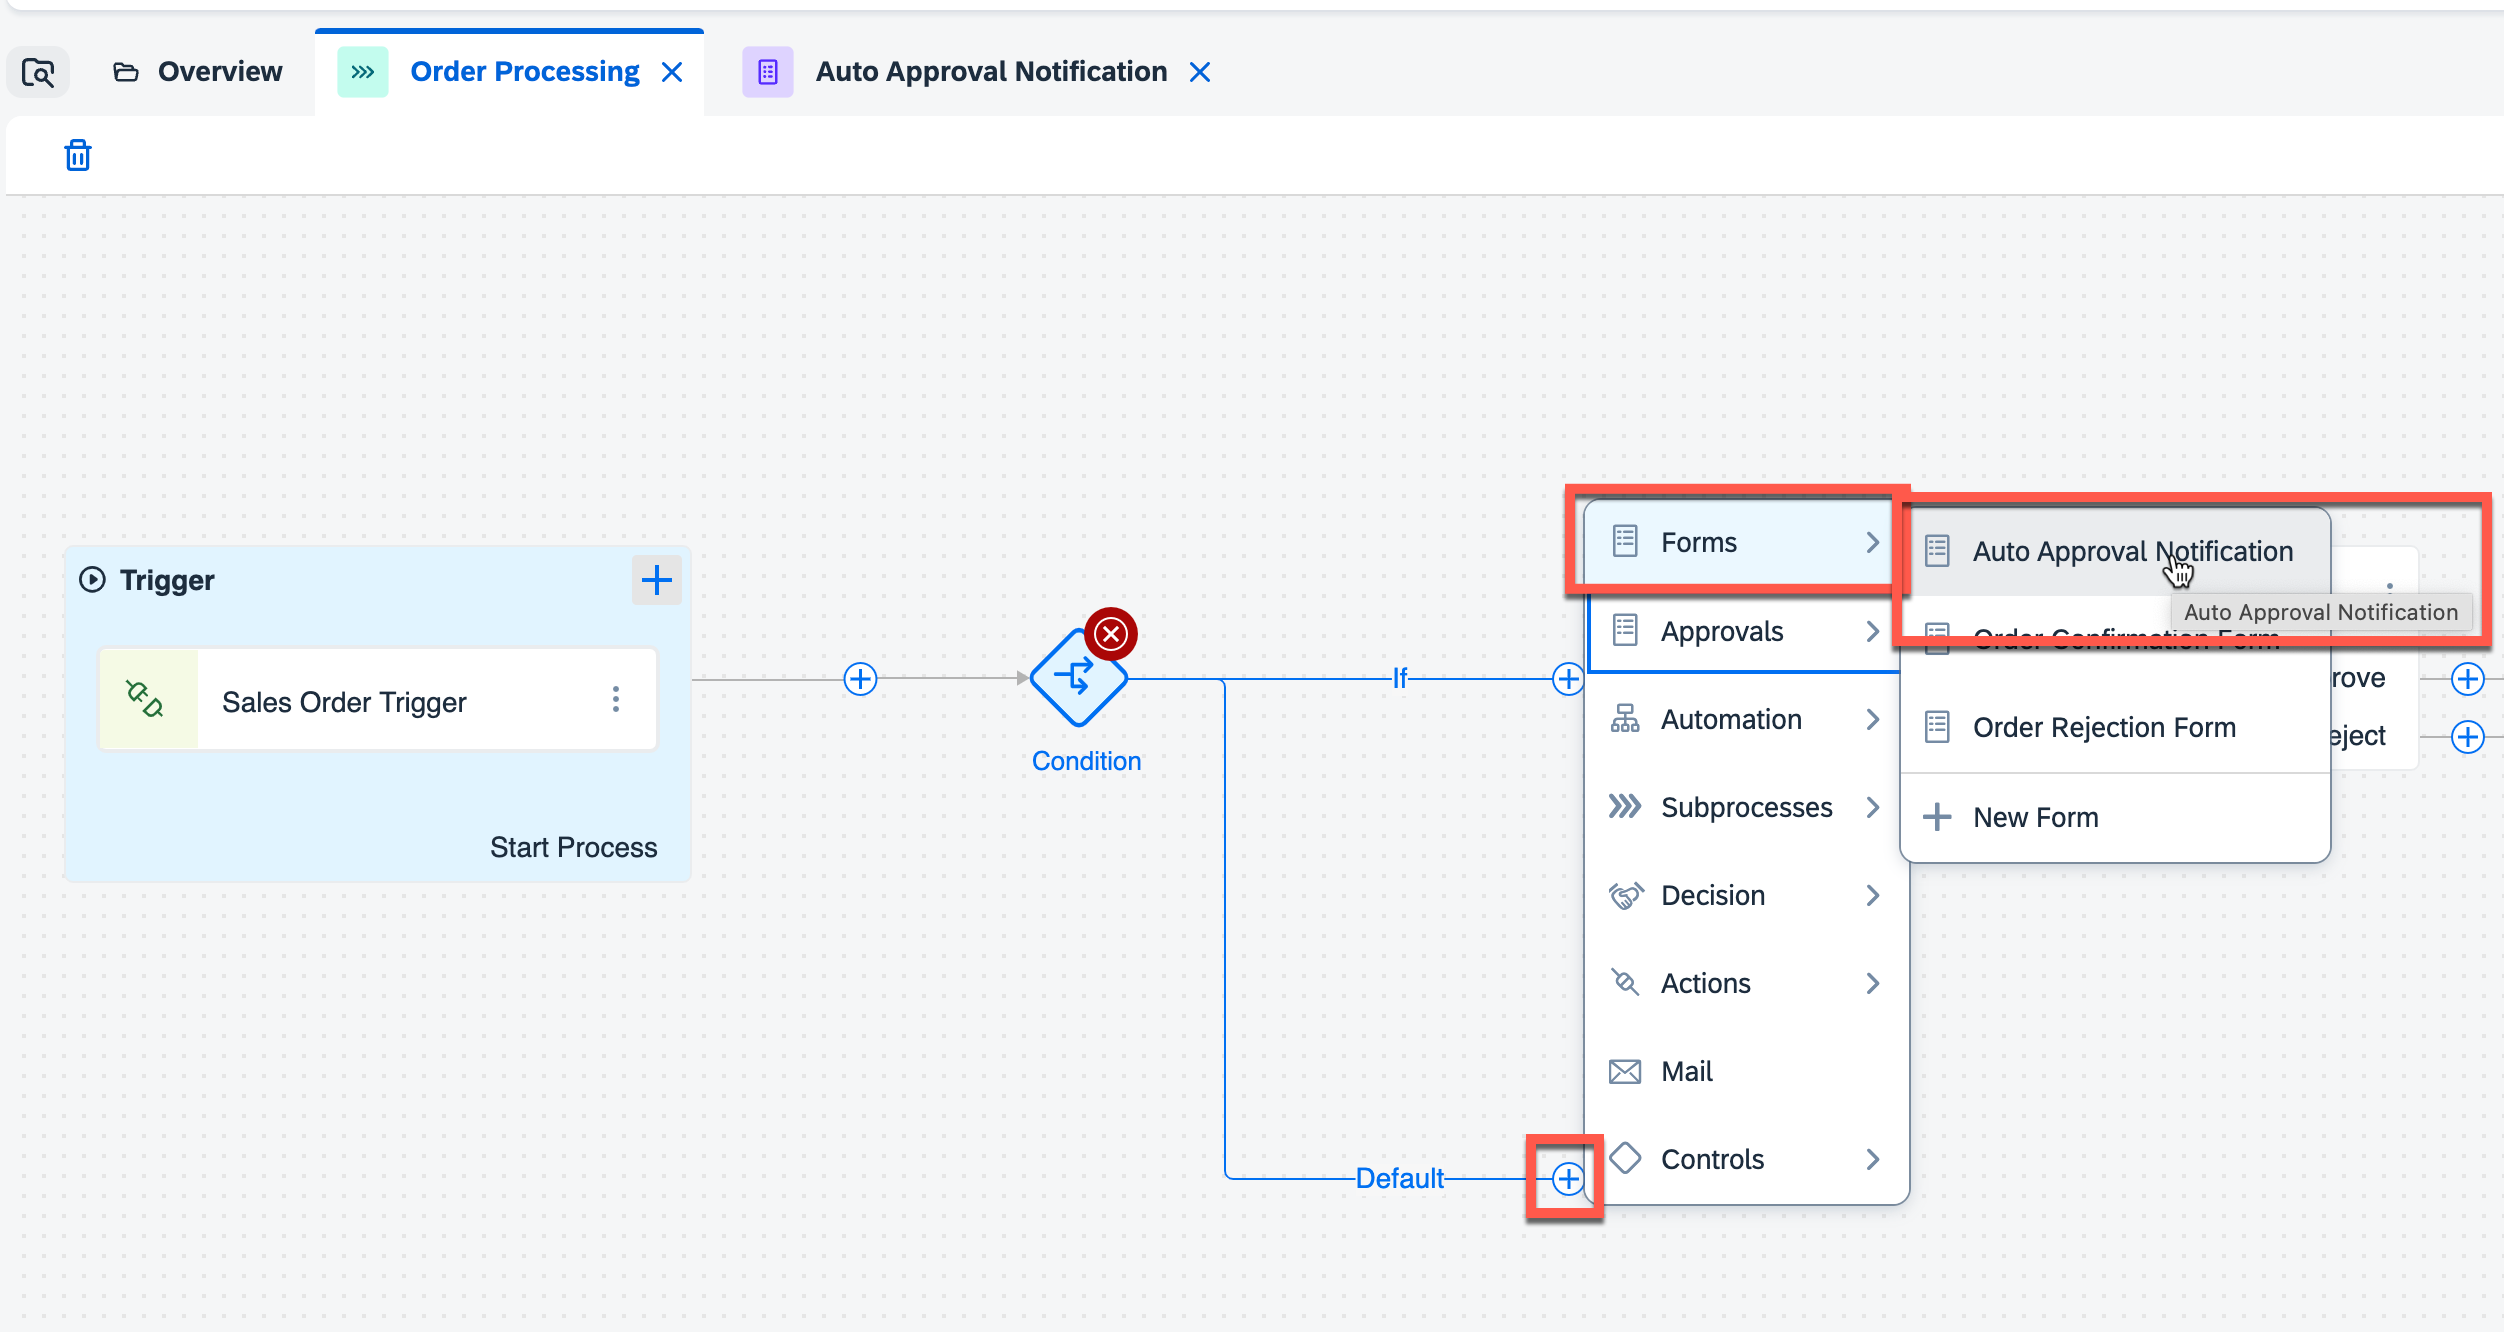 Overview
Order Processing
Auto Approval Notification
Trigger
Sales Order Trigger
Start Process
Condition
If
Default
Forms
Approvals
Automation
Subprocesses
Decision
Actions
Mail
Controls
Auto Approval Notification
Auto Approval Notification
Order Confirmation Form
Order Rejection Form
New Form
rove
eject